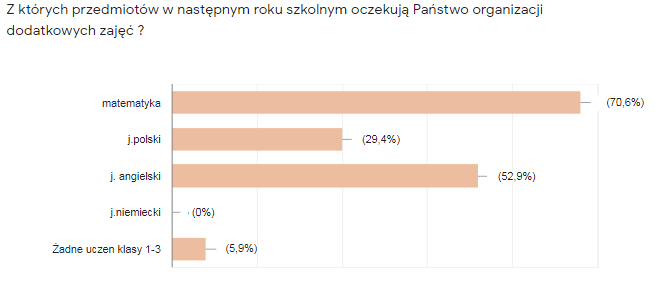 Z których przedmiotów w następnym roku szkolnym oczekują Państwo organizacji
dodatkowych zajęć ?
matematyka (70,6%)
j.polski (29,4%)
j. angielski (52,9%)
j.niemiecki (0%)
Żadne uczen klasy 1-3 (5,9%)